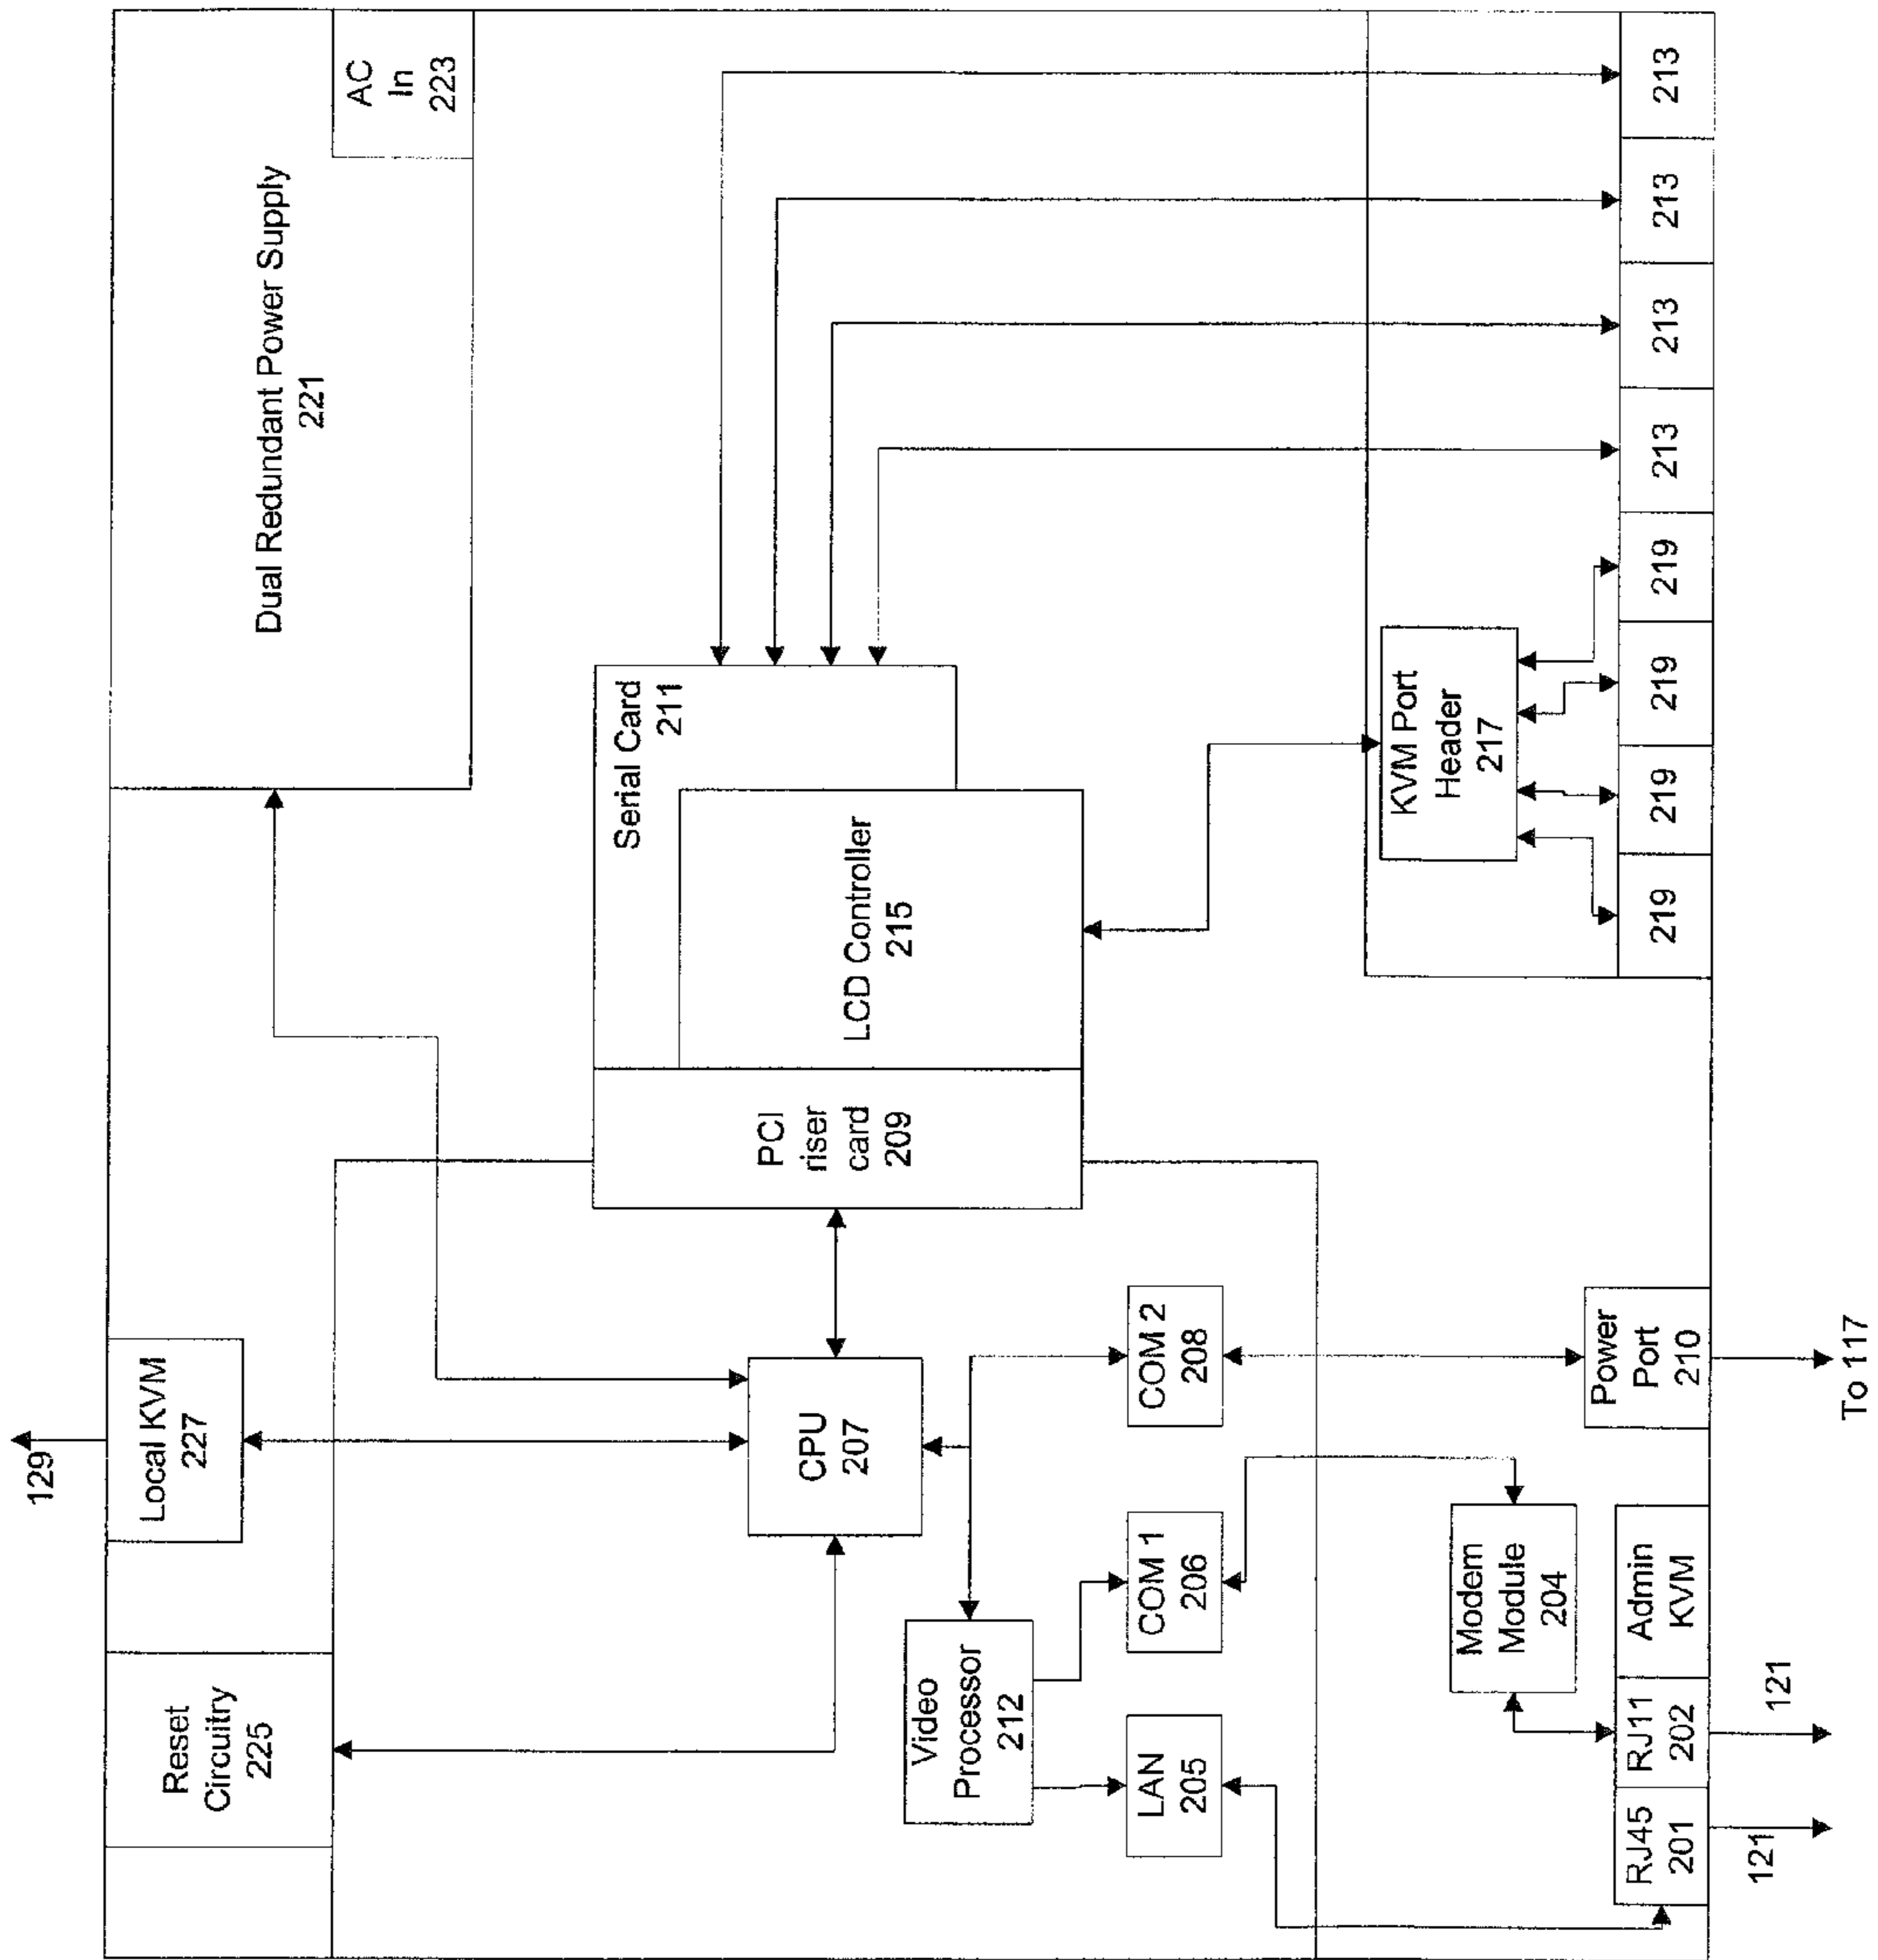 129
Reset
Circuitry
225
Local KVM
227
Dual Redundant Power Supply
221
AC
In
223
Serial Card
211
LCD Controller
215
PCI
riser
card
209
CPU
207
Video
Processor
212
LAN
205
COM 1
206
COM 2
208
Modem
Module
204
KVM Port
Header
217
RJ45
201
RJ11
202
Admin
KVM
Power
Port
210
219
219
219
219
213
213
213
213
121
121
To 117